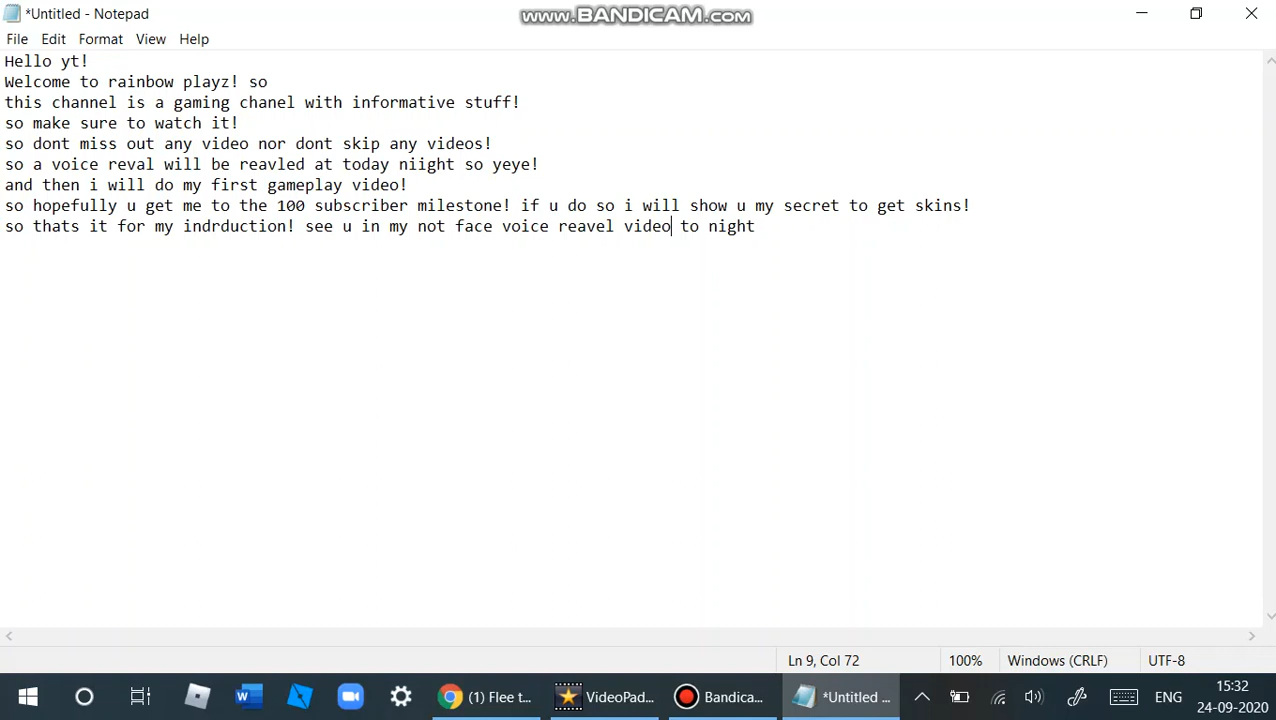 *Untitled - Notepad
WWW.BANDICAM.COM
File Edit Format View Help
Hello yt!
Welcome to rainbow playz! so
this channel is a gaming chanel with informative stuff!
so make sure to watch it!
so dont miss out any video nor dont skip any videos!
so a voice reval will be reavled at today niight so yeye!
and then i will do my first gameplay video!
so hopefully u get me to the 100 subscriber milestone! if u do so i will show u my secret to get skins!
so thats it for my indrduction! see u in my not face voice reavel video to night
Ln 9, Col 72 100% Windows (CRLF) UTF-8
(1) Flee t... VideoPad... Bandica... *Untitled ... ENG 15:32
24-09-2020